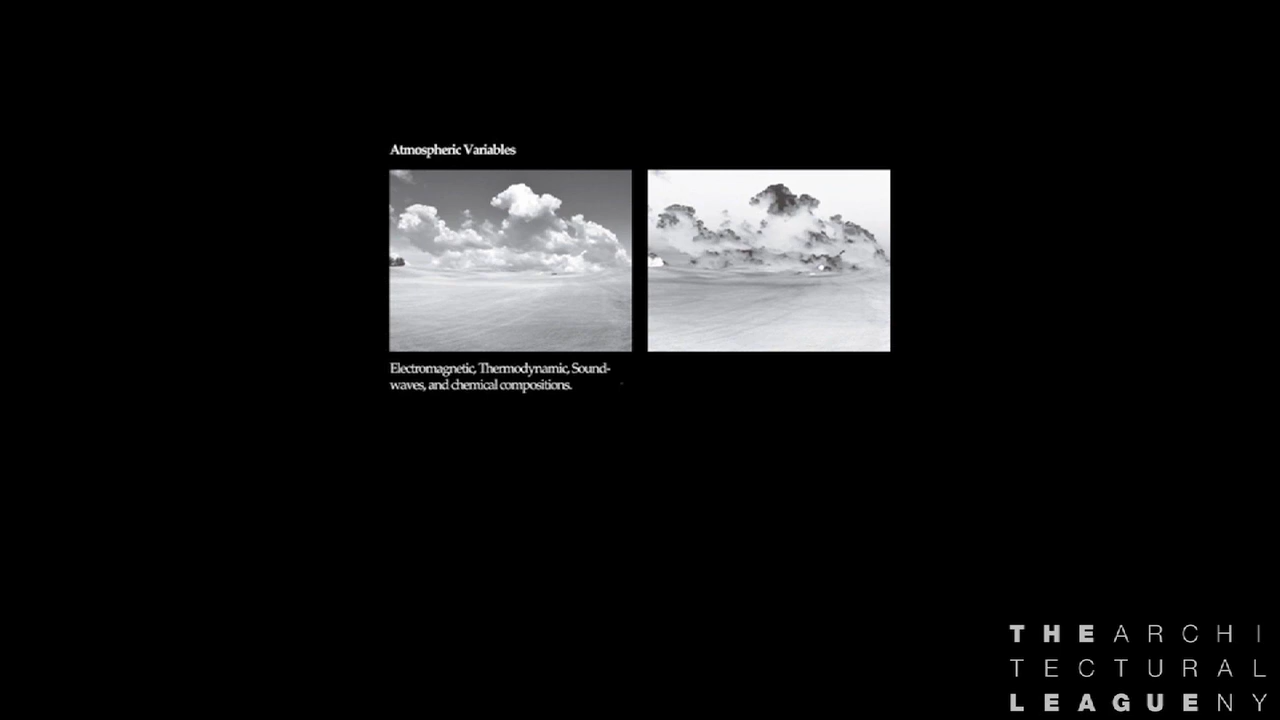 Atmospheric Variables
Electromagnetic, Thermodynamic, Sound-
waves, and chemical compositions.
THE ARCHI
TECTURAL
LEAGUE NY